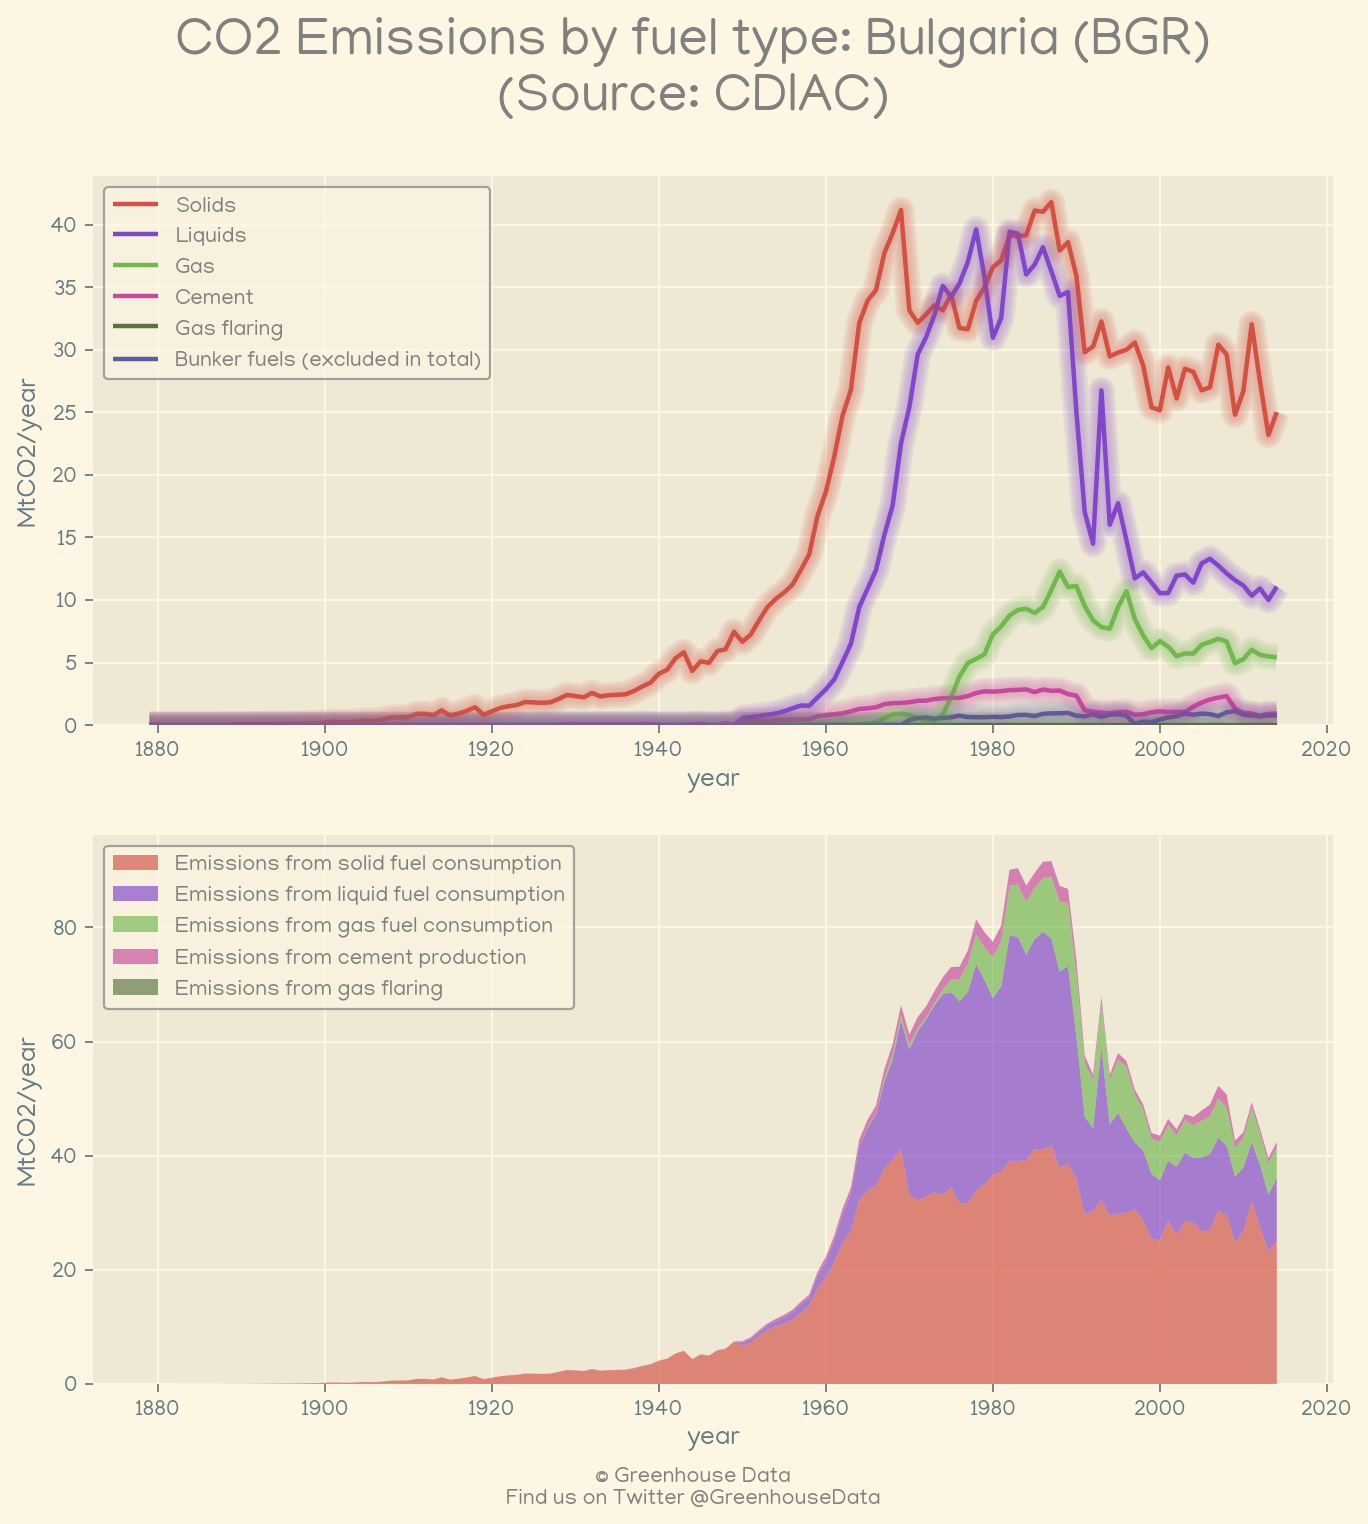 CO2 Emissions by fuel type: Bulgaria (BGR)
(Source: CDIAC)
Solids
Liquids
Gas
Cement
Gas flaring
Bunker fuels (excluded in total)
MtCO2/year
40
35
30
25
20
15
10
5
0
1880 1900 1920 1940 1960 1980 2000 2020
year
Emissions from solid fuel consumption
Emissions from liquid fuel consumption
Emissions from gas fuel consumption
Emissions from cement production
Emissions from gas flaring
MtCO2/year
80
60
40
20
0
1880 1900 1920 1940 1960 1980 2000 2020
year
© Greenhouse Data
Find us on Twitter @GreenhouseData